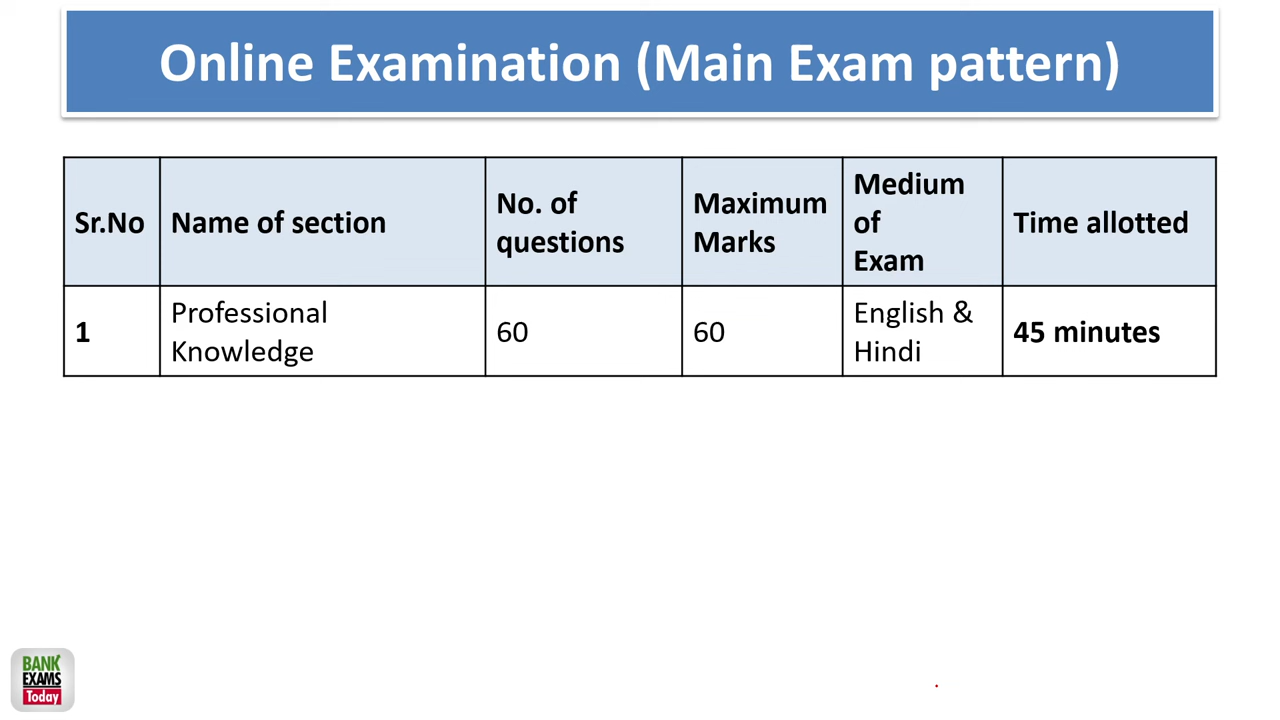 Online Examination (Main Exam pattern)
Sr.No
Name of section
No. of
questions
Maximum
Marks
Medium
of
Exam
Time allotted
1
Professional
Knowledge
60
60
English &
Hindi
45 minutes
BANK
EXAMS
Today